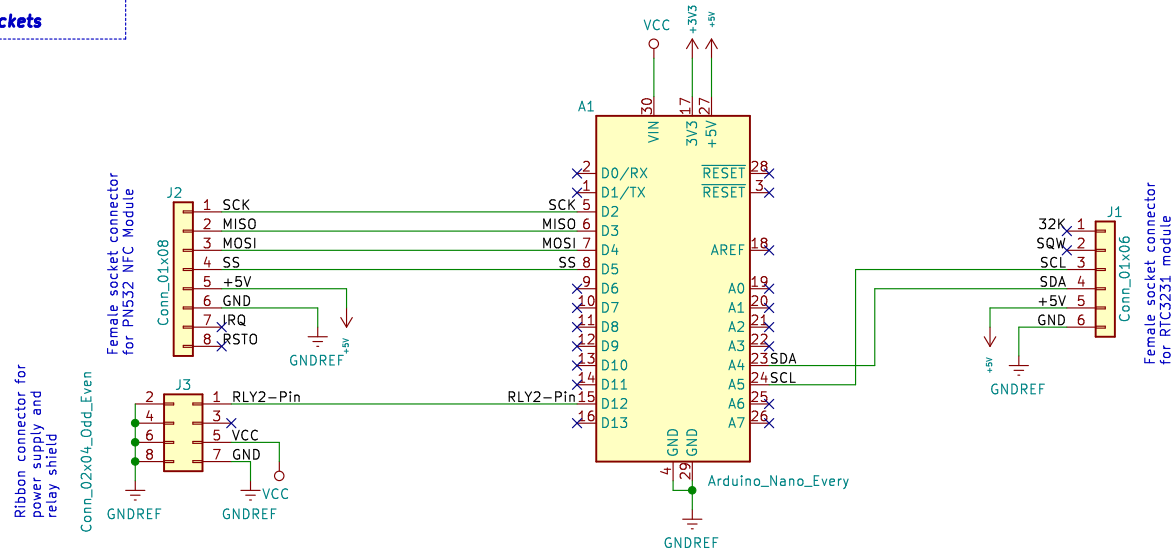 ckets
VCC
+3V3
+5V
A1
30
17
27
VIN
3V3
+5V
2 D0/RX
1 D1/TX
SCK 5 D2
MISO 6 D3
MOSI 7 D4
SS 8 D5
9 D6
10 D7
11 D8
12 D9
13 D10
14 D11
RLY2-Pin 15 D12
16 D13
RESET 28
RESET 3
AREF 18
A0 19
A1 20
A2 21
A3 22
A4 23 SDA
A5 24 SCL
A6 25
A7 26
GND
GND
4
29
Arduino_Nano_Every
GNDREF
Female socket connector
for PN532 NFC Module
J2
Conn_01x08
1 SCK
2 MISO
3 MOSI
4 SS
5 +5V
6 GND
7 IRQ
8 RSTO
GNDREF
+5V
Ribbon connector for
power supply and
relay shield
Conn_02x04_Odd_Even
J3
2 1 RLY2-Pin
4 3
6 5 VCC
8 7 GND
VCC
GNDREF
GNDREF
J1
32K 1
SQW 2
SCL 3
SDA 4
+5V 5
GND 6
Conn_01x06
+5V
GNDREF
Female socket connector
for RTC3231 module